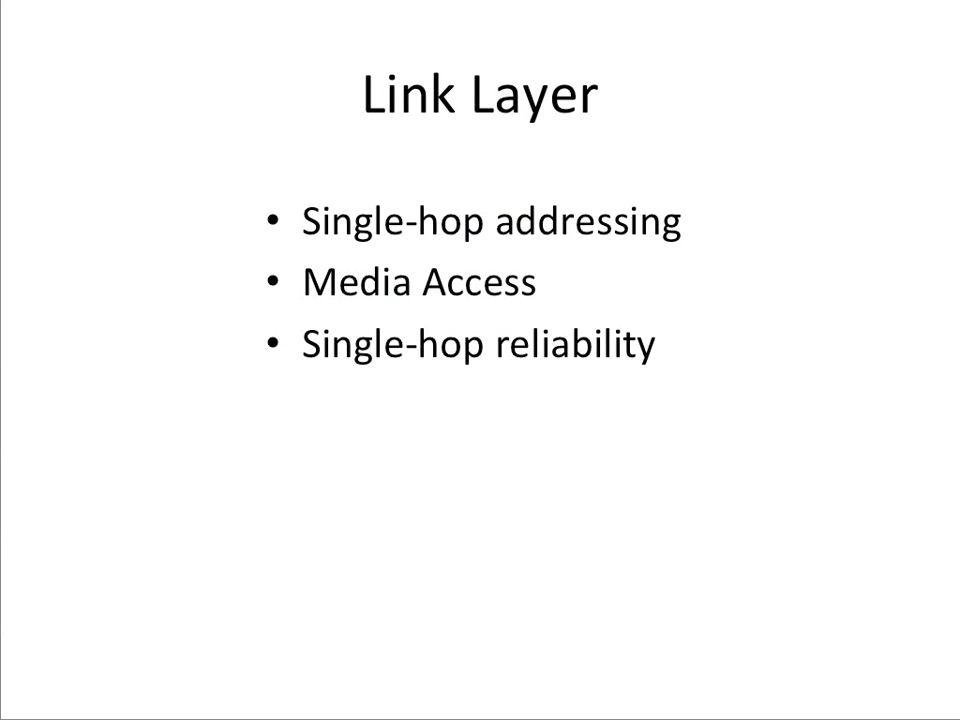 Link Layer
• Single-hop addressing
• Media Access
• Single-hop reliability